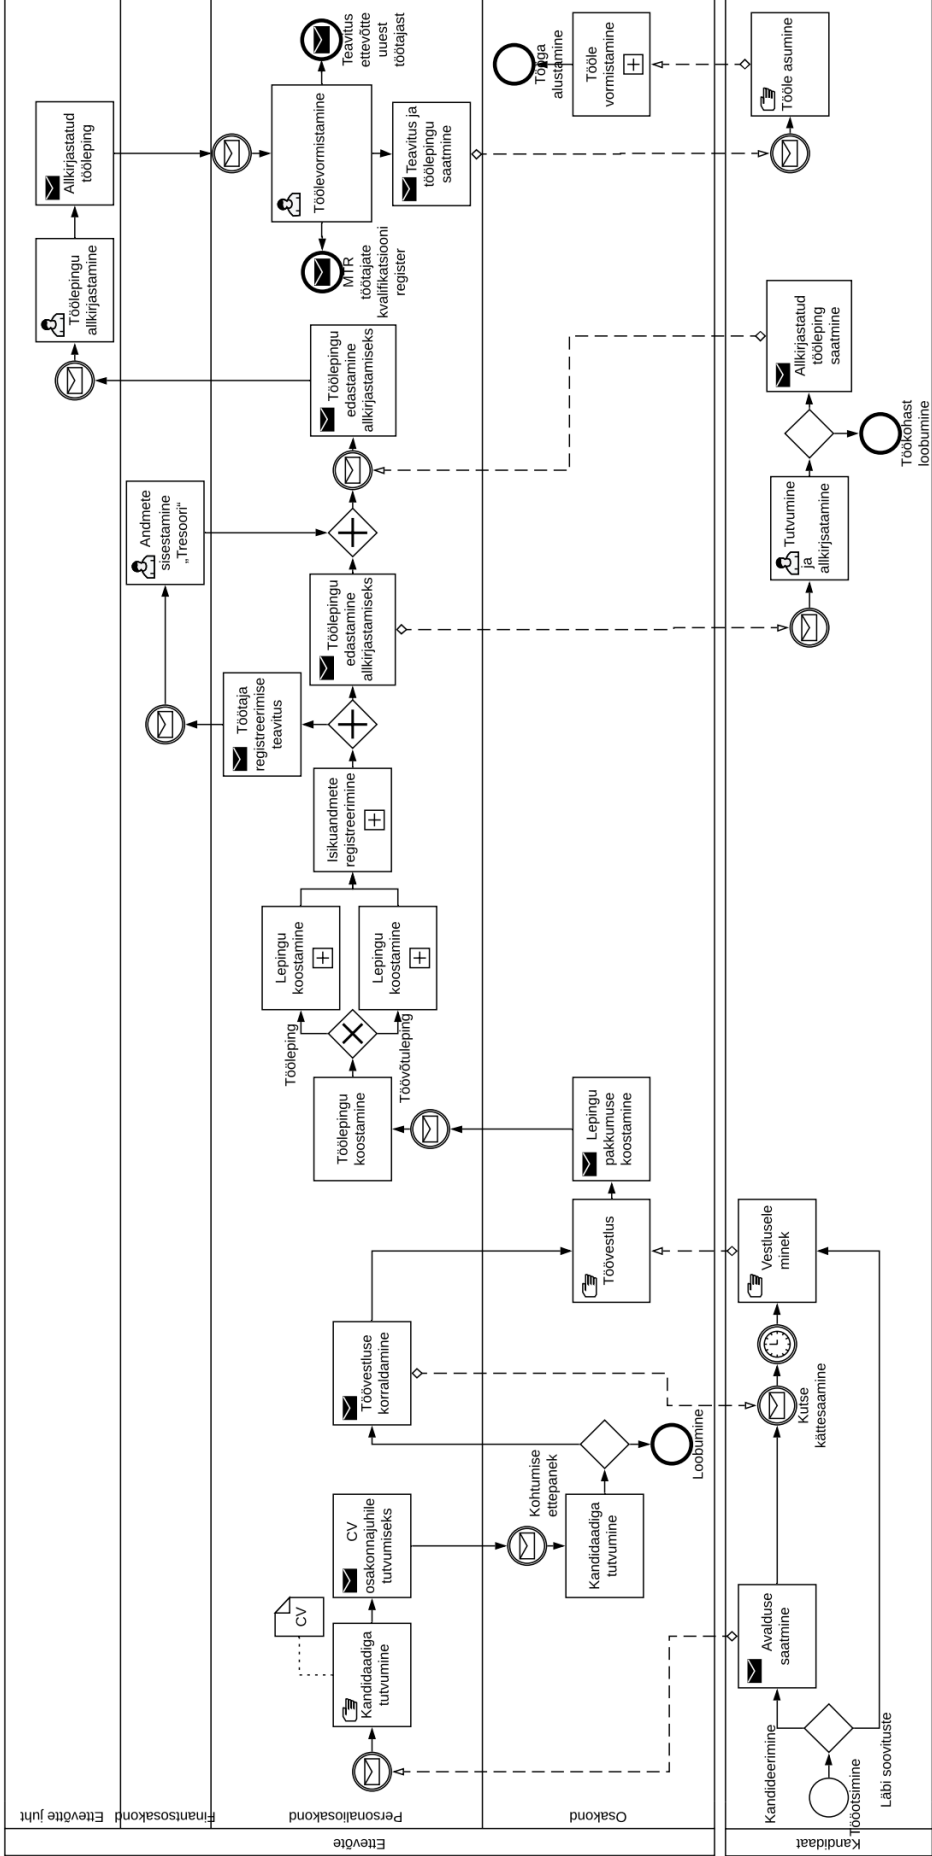 Ettevõte
Ettevõtte juht
Finantsosakond
Personaliosakond
Osakond
Kandidaat
Töölepingu
allkirjastamine
Allkirjastatud
tööleping
Andmete
sisestamine
„Tresoori“
CV
Kandidaadiga
tutvumine
CV
osakonnajuhile
tutvumiseks
Töövestluse
korraldamine
Töölepingu
koostamine
Tööleping
Töövõtuleping
Lepingu
koostamine
Lepingu
koostamine
Isikuandmete
registreerimine
Töötaja
registreerimise
teavitus
Töölepingu
edastamine
allkirjastamiseks
Töölepingu
edastamine
allkirjastamiseks
MTR
töötajate
kvalifikatsiooni
register
Töölevormistamine
Teavitus
ettevõtte
uuest
töötajast
Teavitus ja
töölepingu
saatmine
Kohtumise
ettepanek
Kandidaadiga
tutvumine
Loobumine
Töövestlus
Lepingu
pakkumuse
koostamine
Tööga
alustamine
Tööle
vormistamine
Tööotsimine
Kandideerimine
Läbi soovituste
Avalduse
saatmine
Kutse
kättesaamine
Vestlusele
minek
Tutvumine
ja
allkirjsatamine
Töökohast
loobumine
Allkirjastatud
tööleping
saatmine
Tööle asumine